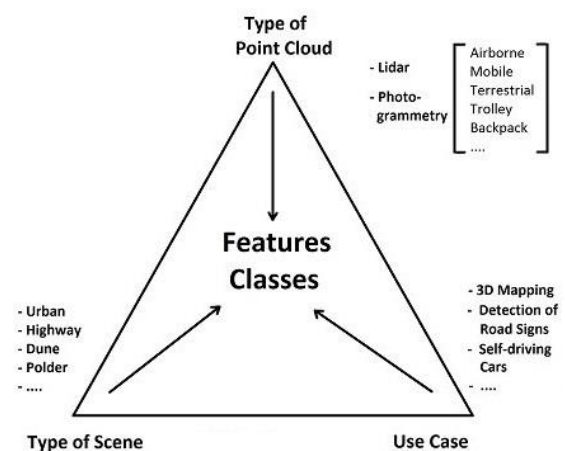 Type of
Point Cloud
- Lidar
- Photo-
grammetry
Airborne
Mobile
Terrestrial
Trolley
Backpack
....
Features
Classes
- Urban
- Highway
- Dune
- Polder
- ....
- 3D Mapping
- Detection of
Road Signs
- Self-driving
Cars
- ....
Type of Scene
Use Case